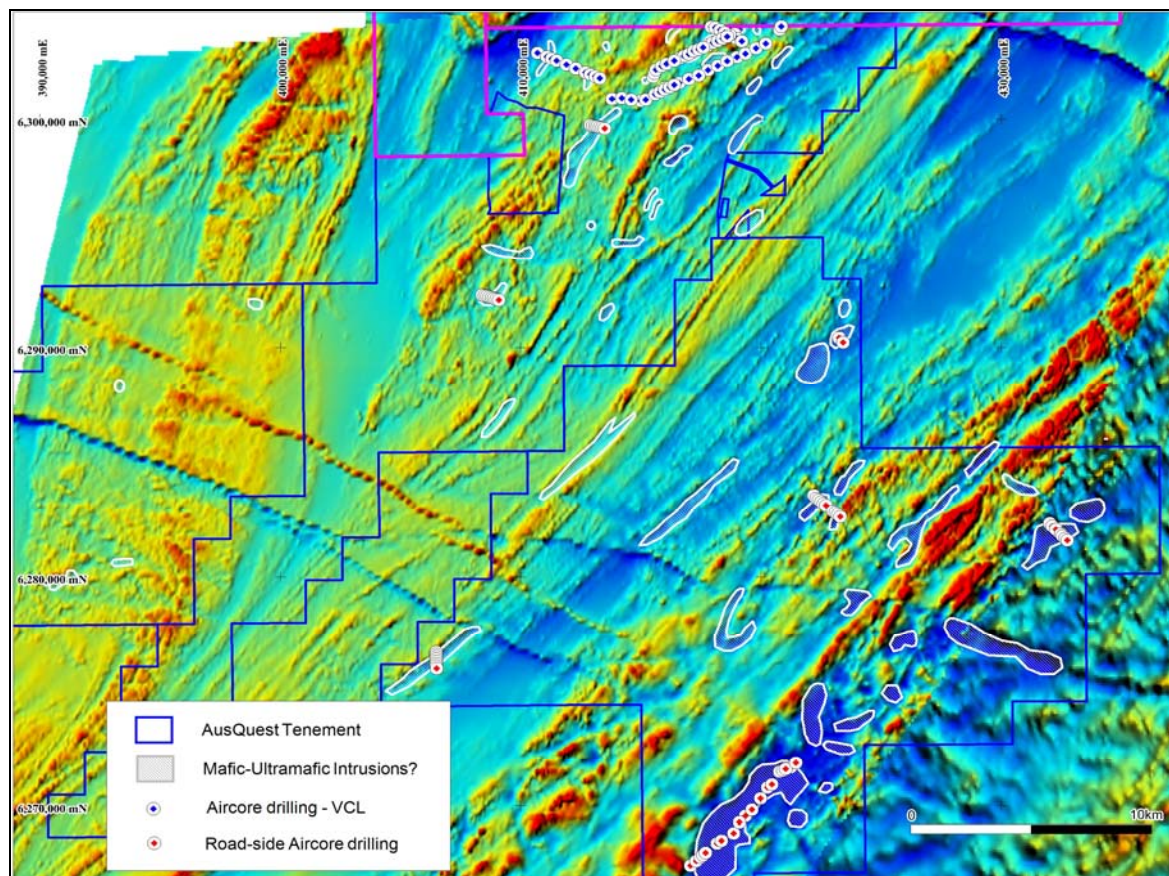 390,000 mE
400,000 mE
410,000 mE
430,000 mE
6,300,000 mN
6,290,000 mN
6,280,000 mN
6,270,000 mN
AusQuest Tenement
Mafic-Ultramafic Intrusions?
Aircore drilling - VCL
Road-side Aircore drilling
0
10km